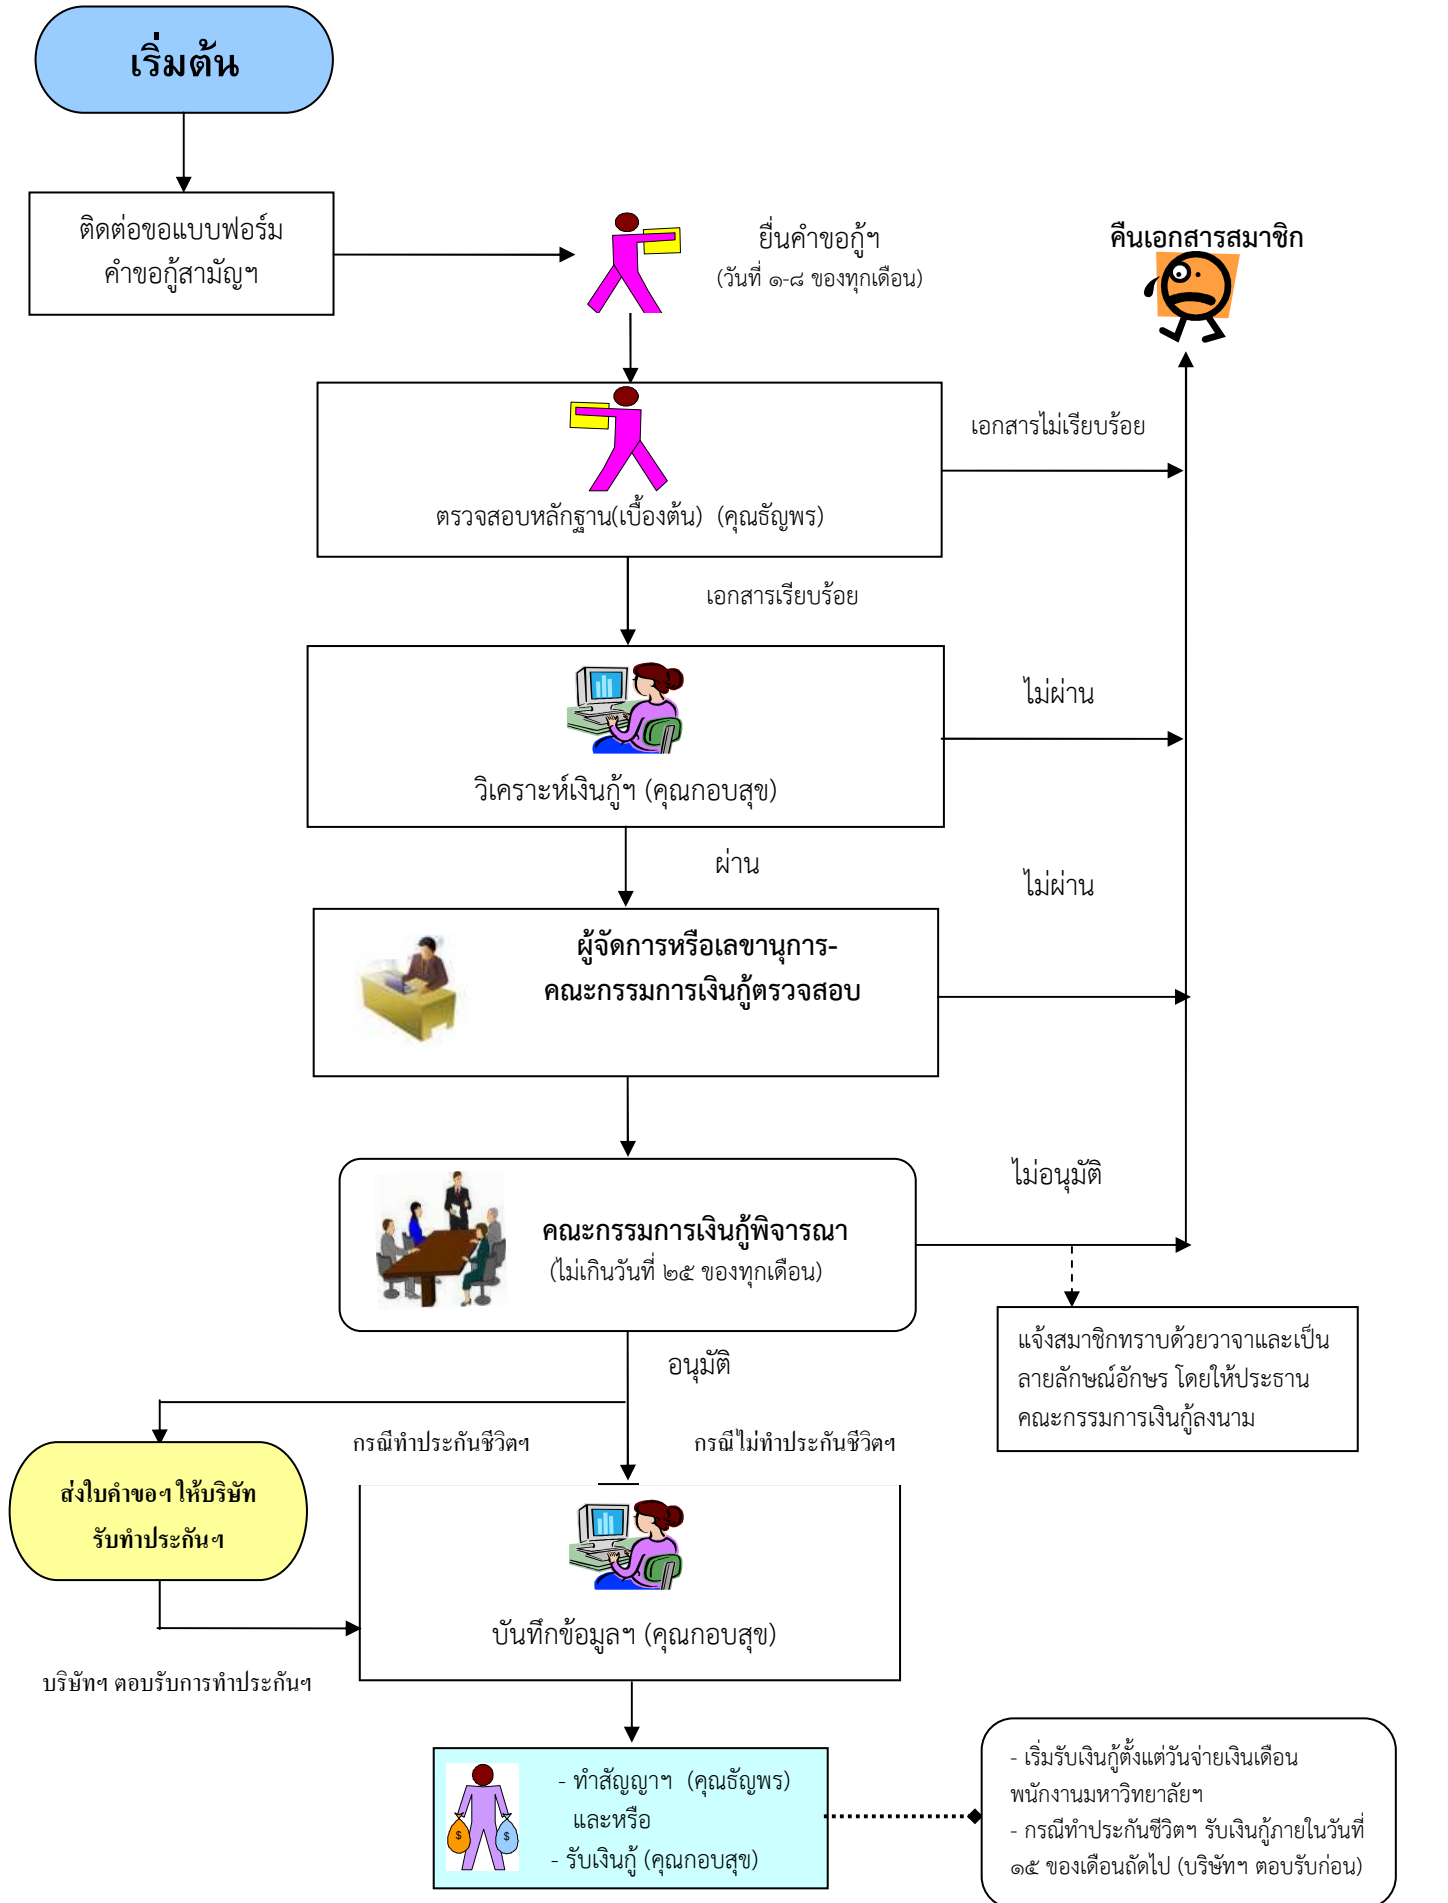 เริ่มต้น
ติดต่อขอแบบฟอร์ม
คำขอกู้สามัญฯ
ยื่นคำขอกู้ฯ
(วันที่ ๑-๘ ของทุกเดือน)
คืนเอกสารสมาชิก
เอกสารไม่เรียบร้อย
ตรวจสอบหลักฐาน(เบื้องต้น) (คุณธัญพร)
เอกสารเรียบร้อย
ไม่ผ่าน
วิเคราะห์เงินกู้ฯ (คุณกอบสุข)
ผ่าน
ไม่ผ่าน
ผู้จัดการหรือเลขานุการ-
คณะกรรมการเงินกู้ตรวจสอบ
ไม่อนุมัติ
คณะกรรมการเงินกู้พิจารณา
(ไม่เกินวันที่ ๒๕ ของทุกเดือน)
แจ้งสมาชิกทราบด้วยวาจาและเป็น
ลายลักษณ์อักษร โดยให้ประธาน
คณะกรรมการเงินกู้ลงนาม
อนุมัติ
กรณีทำประกันชีวิตฯ
กรณีไม่ทำประกันชีวิตฯ
ส่งใบคำขอฯ ให้บริษัท
รับทำประกันฯ
บันทึกข้อมูลฯ (คุณกอบสุข)
บริษัทฯ ตอบรับการทำประกันฯ
- ทำสัญญาฯ (คุณธัญพร)
และหรือ
- รับเงินกู้ (คุณกอบสุข)
$ $
- เริ่มรับเงินกู้ตั้งแต่วันจ่ายเงินเดือน
พนักงานมหาวิทยาลัยฯ
- กรณีทำประกันชีวิตฯ รับเงินกู้ภายในวันที่
๑๕ ของเดือนถัดไป (บริษัทฯ ตอบรับก่อน)